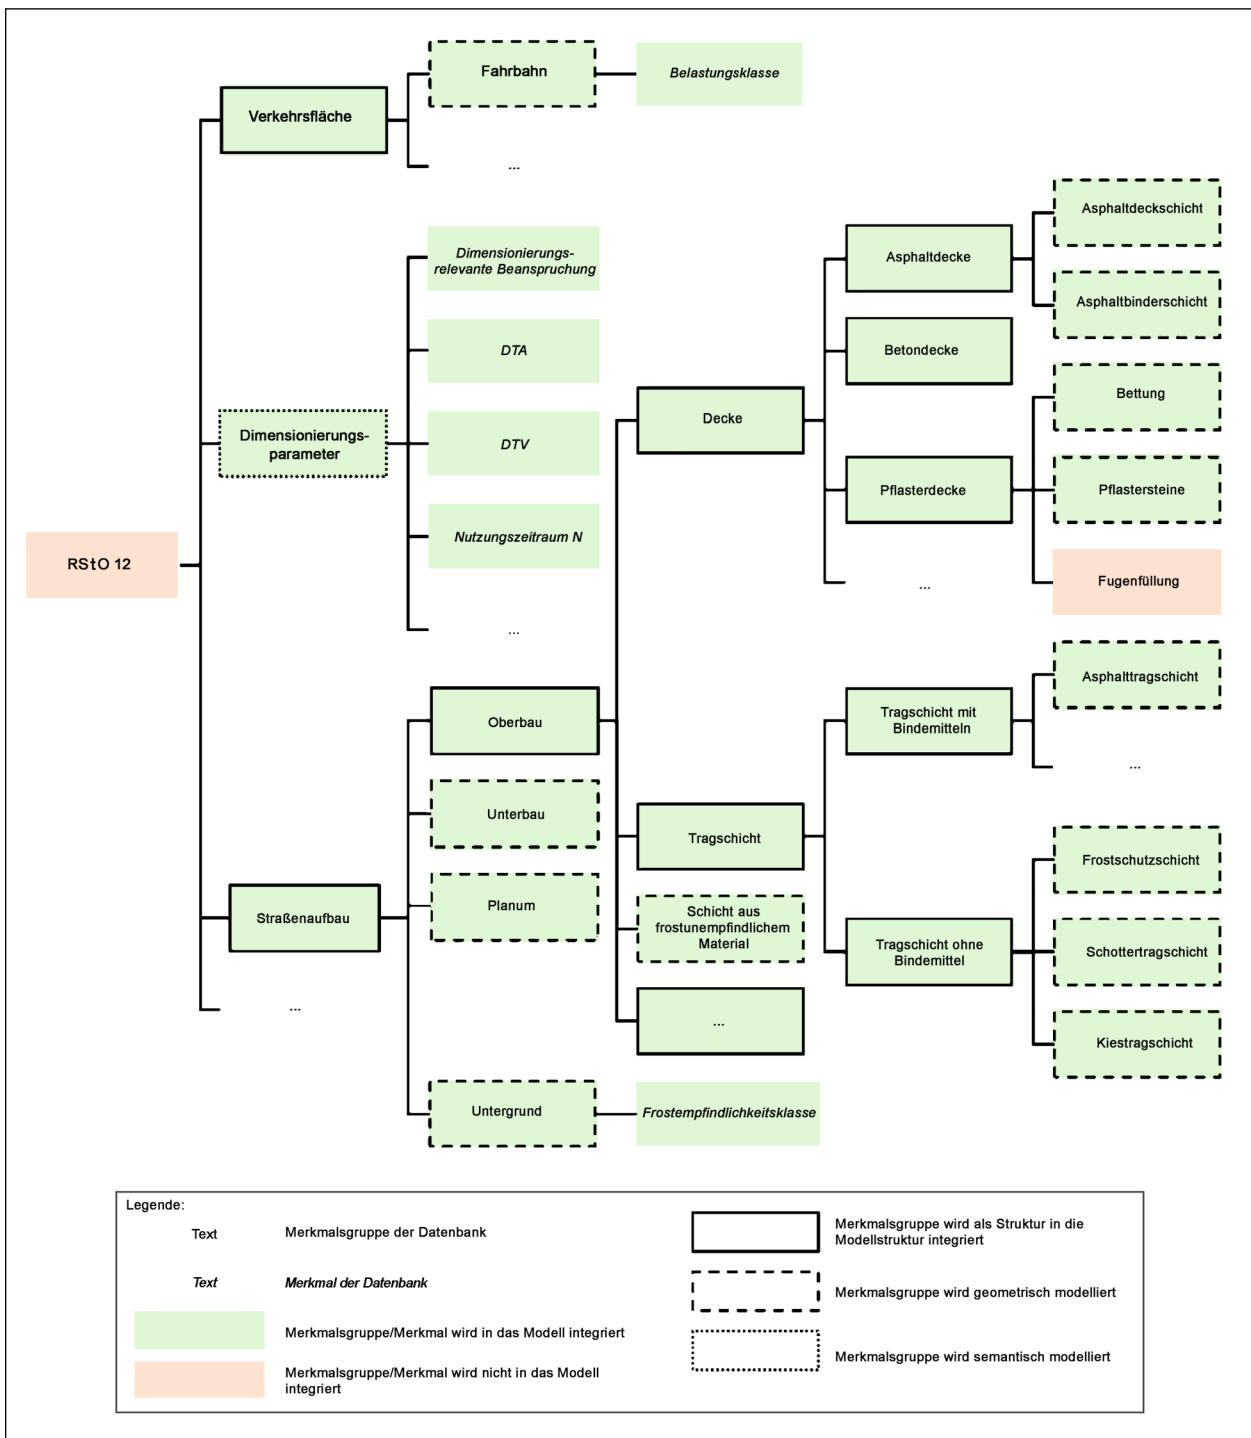 Fahrbahn
Belastungsklasse
Verkehrsfläche
...
Dimensionierungs-
relevante Beanspruchung
DTA
DTV
Nutzungszeitraum N
...
Dimensionierungs-
parameter
RStO 12
Asphaltdeckschicht
Asphaltdecke
Asphaltbinderschicht
Betondecke
Bettung
Decke
Pflasterdecke
Pflastersteine
Fugenfüllung
...
Oberbau
Tragschicht mit
Bindemitteln
Asphalttragschicht
...
Unterbau
Tragschicht
Planum
Straßenaufbau
Schicht aus
frostunempfindlichem
Material
Tragschicht ohne
Bindemittel
Frostschutzschicht
Schottertragschicht
Kiestragschicht
...
...
Untergrund
Frostempfindlichkeitsklasse
Legende:
Text
Merkmalsgruppe der Datenbank
Text
Merkmal der Datenbank
Merkmalsgruppe/Merkmal wird in das Modell integriert
Merkmalsgruppe/Merkmal wird nicht in das Modell
integriert
Merkmalsgruppe wird als Struktur in die
Modellstruktur integriert
Merkmalsgruppe wird geometrisch modelliert
Merkmalsgruppe wird semantisch modelliert